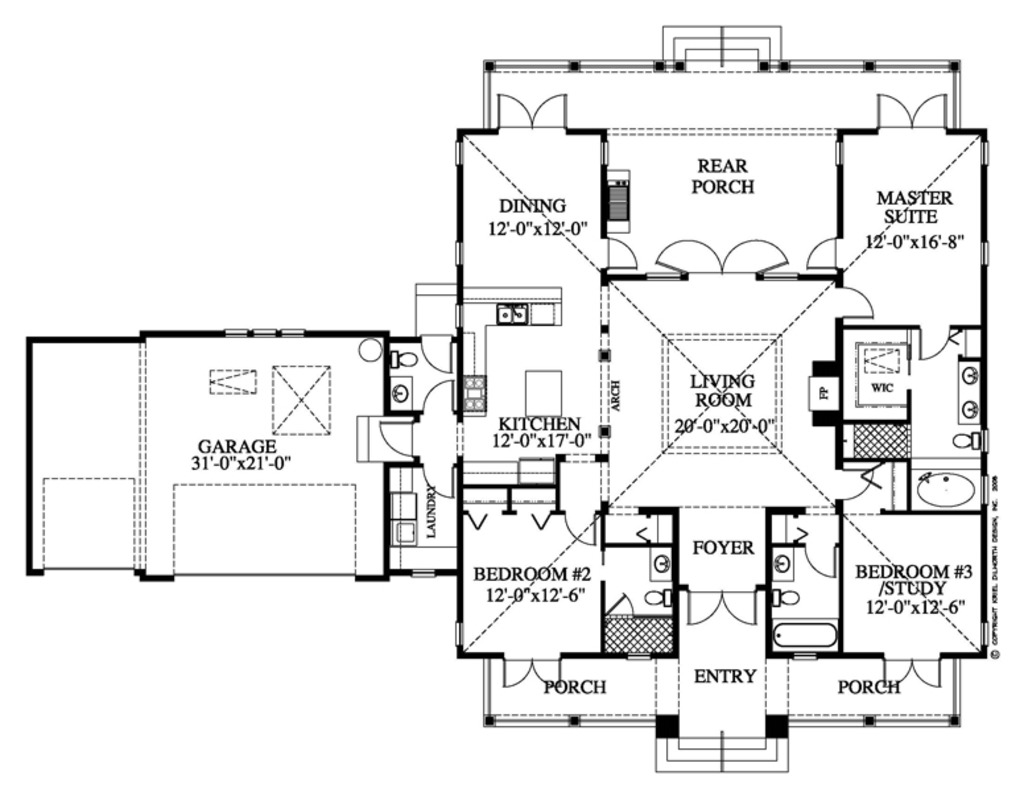 REAR
PORCH
DINING
12'-0"x12'-0"
MASTER
SUITE
12'-0"x16'-8"
LIVING
ROOM
20'-0"x20'-0"
ARCH
FP
WIC
KITCHEN
12'-0"x17'-0"
GARAGE
31'-0"x21'-0"
LAUNDRY
FOYER
BEDROOM #2
12'-0"x12'-6"
BEDROOM #3
/STUDY
12'-0"x12'-6"
ENTRY
PORCH
PORCH
© COPYRIGHT KRIEL DILWORTH DESIGN, INC. 2006